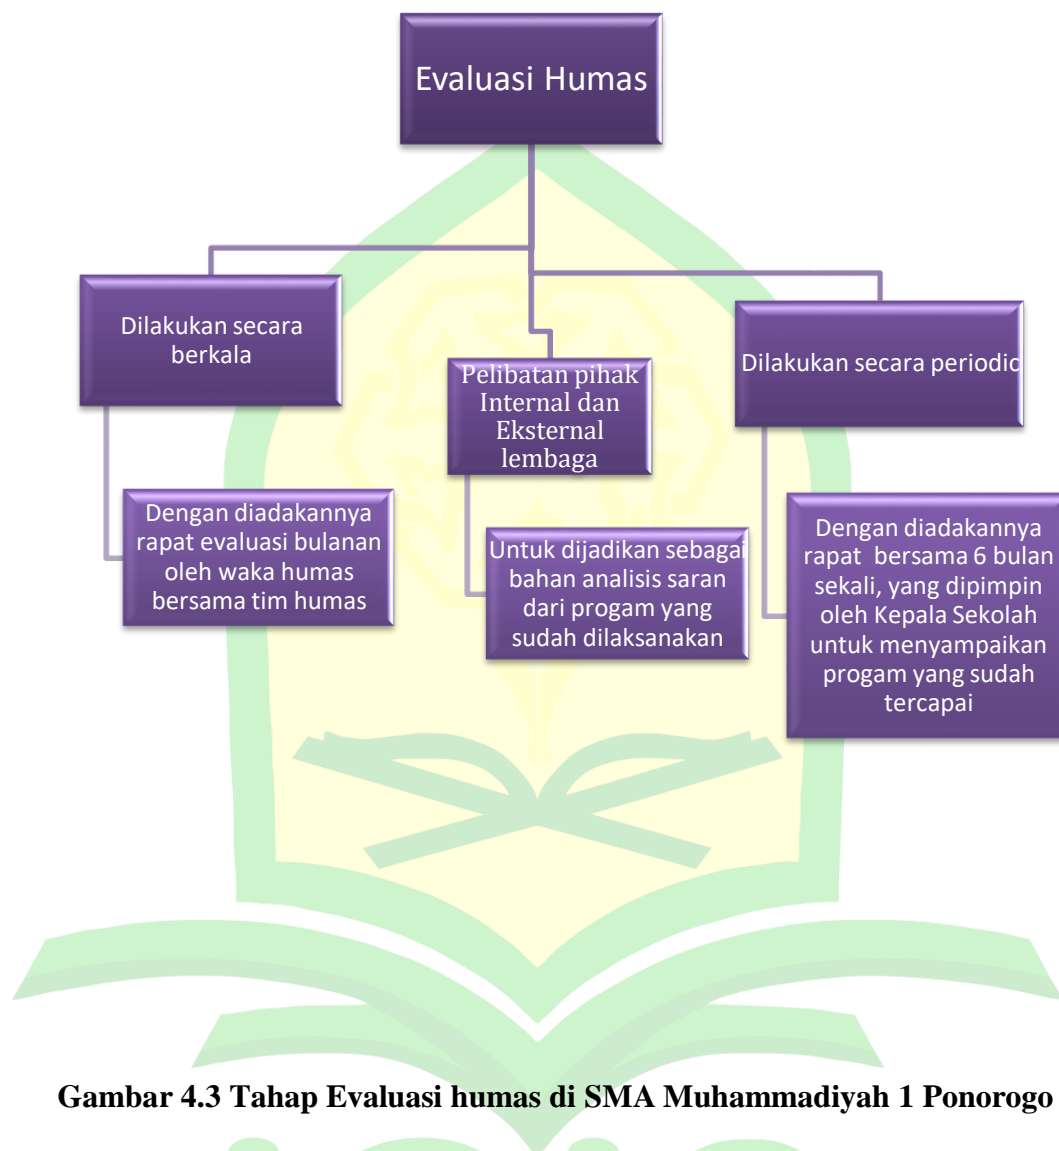 Evaluasi Humas
Dilakukan secara
berkala
Dengan diadakannya
rapat evaluasi bulanan
oleh waka humas
bersama tim humas
Pelibatan pihak
Internal dan
Eksternal
lembaga
Untuk dijadikan sebagai
bahan analisis saran
dari progam yang
sudah dilaksanakan
Dilakukan secara periodic
Dengan diadakannya
rapat bersama 6 bulan
sekali, yang dipimpin
oleh Kepala Sekolah
untuk menyampaikan
progam yang sudah
tercapai
Gambar 4.3 Tahap Evaluasi humas di SMA Muhammadiyah 1 Ponorogo